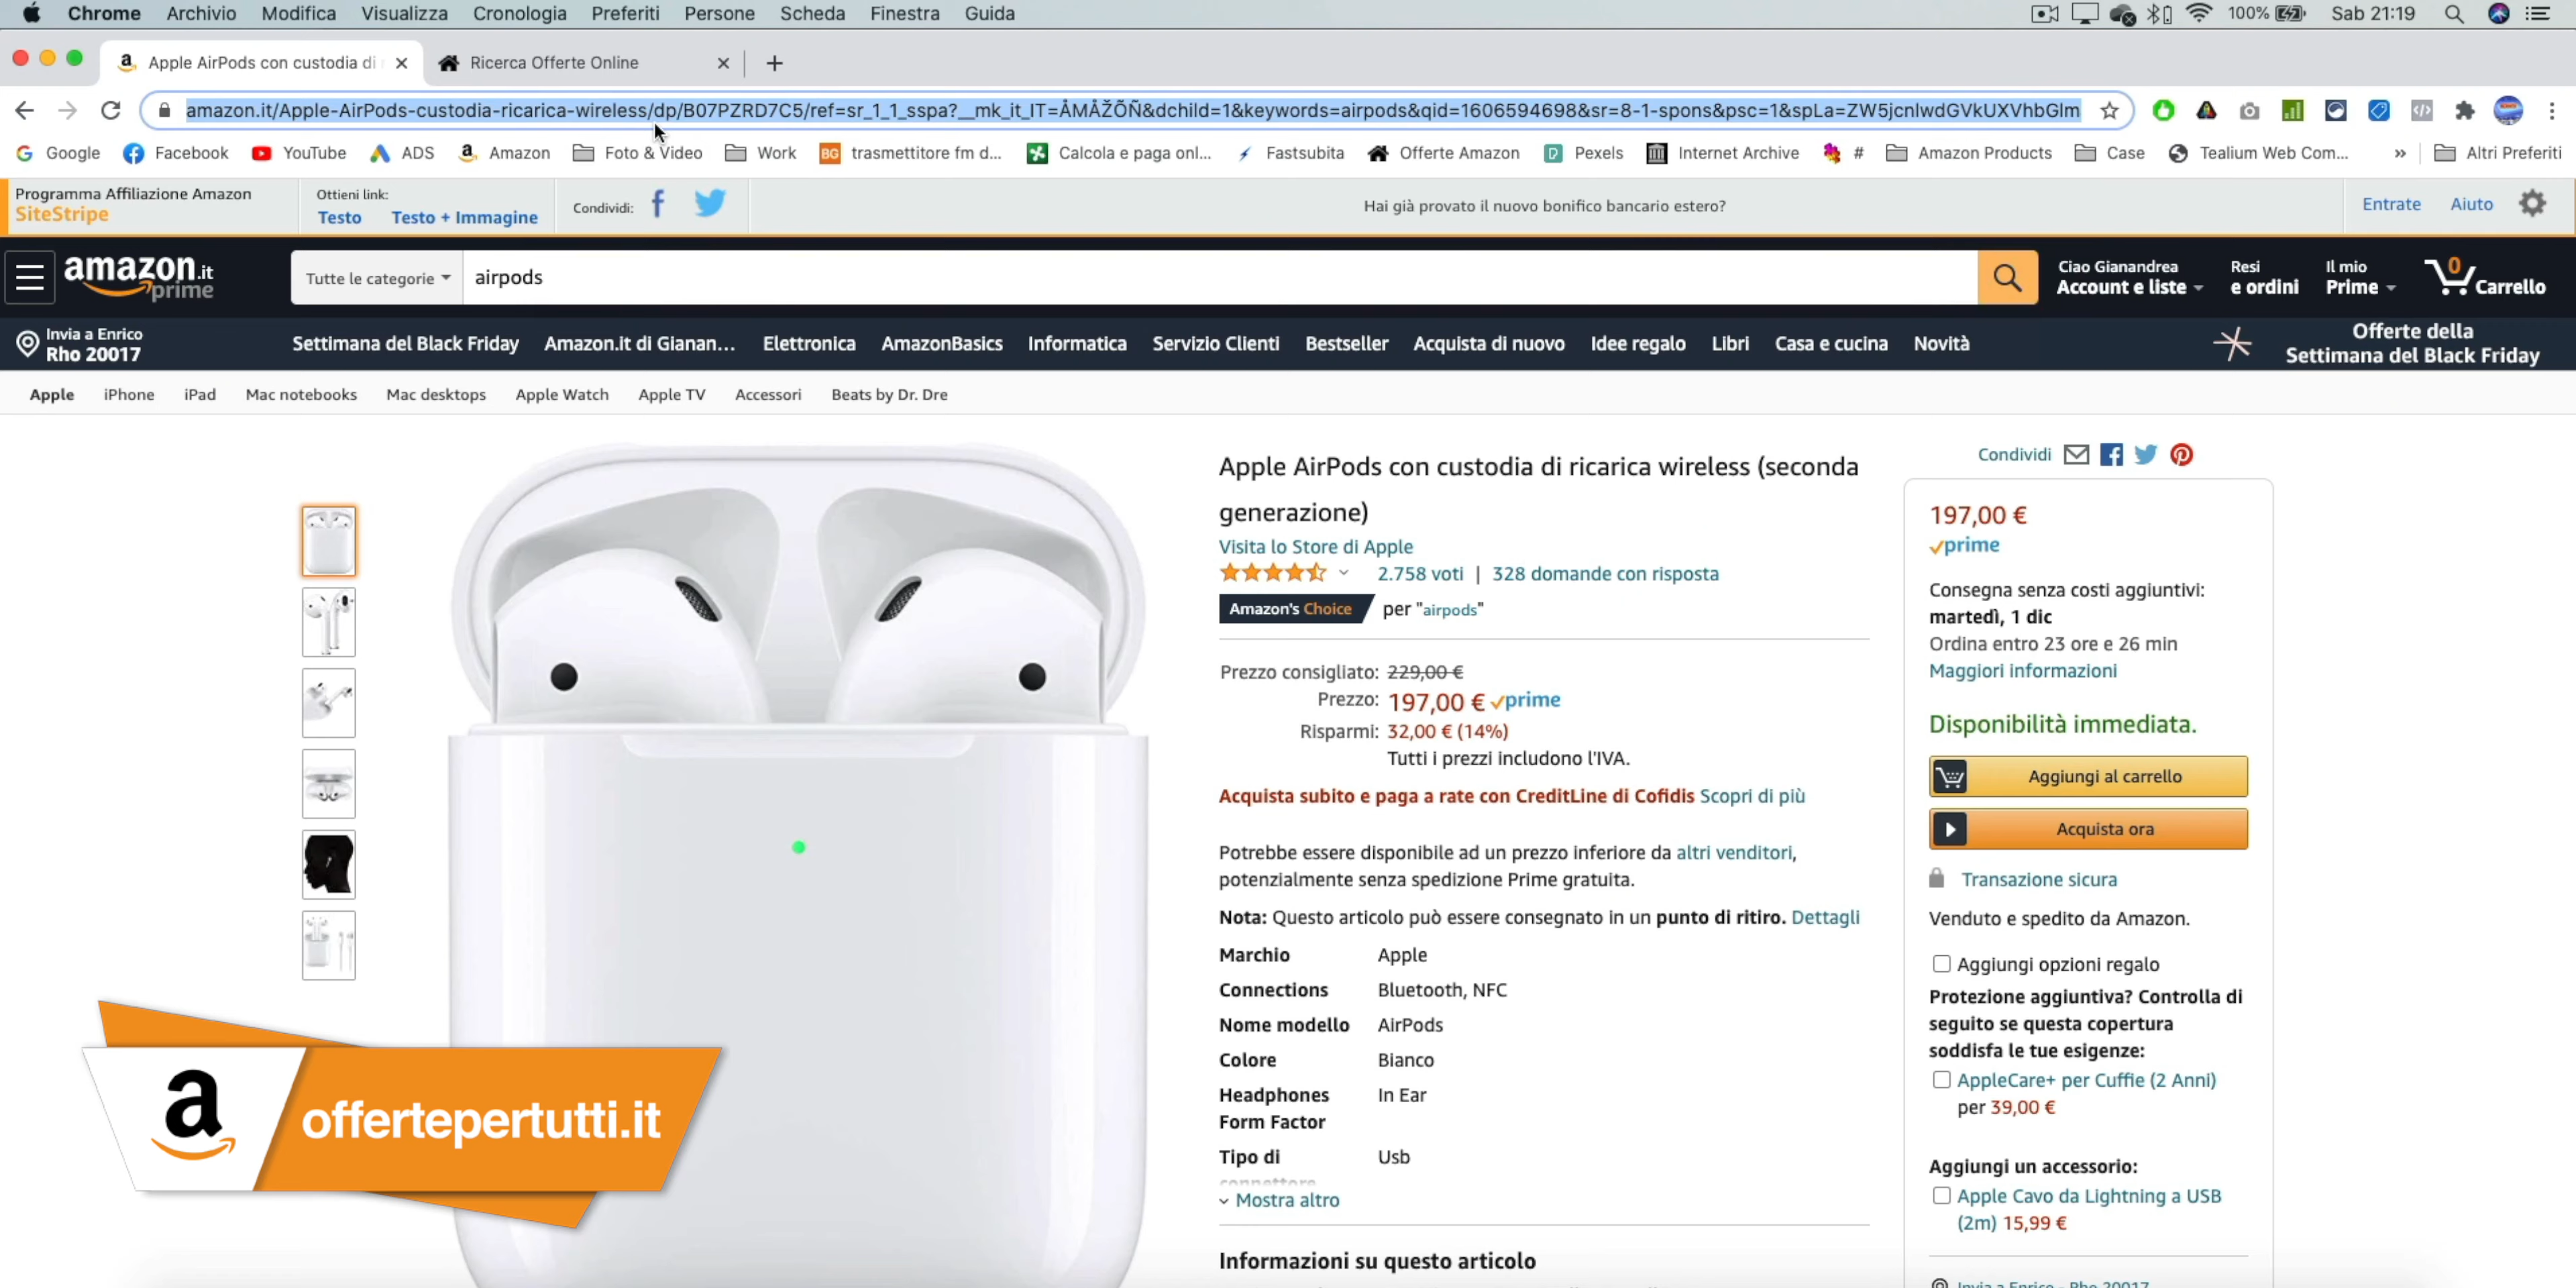 Chrome Archivio Modifica Visualizza Cronologia Preferiti Persone Scheda Finestra Guida 100% Sab 21:19
Apple AirPods con custodia di Ricerca Offerte Online
amazon.it/Apple-AirPods-custodia-ricarica-wireless/dp/B07PZRD7C5/ref=sr_1_1_sspa?__mk_it_IT=ÅMÅŽÕÑ&dchild=1&keywords=airpods&qid=1606594698&sr=8-1-spons&psc=1&spLa=ZW5jcnlwdGVkUXVhbGlm
Google Facebook YouTube ADS Amazon Foto & Video Work BG trasmettitore fm d... Calcola e paga onl... Fastsubita Offerte Amazon Pexels Internet Archive # Amazon Products Case Tealium Web Com... » Altri Preferiti
Programma Affiliazione Amazon
SiteStripe
Ottieni link:
Testo Testo + Immagine
Condividi:
Hai già provato il nuovo bonifico bancario estero?
Entrate Aiuto
amazon.it
prime
Tutte le categorie
airpods
Ciao Gianandrea
Account e liste
Resi
e ordini
Il mio
Prime
0
Carrello
Invia a Enrico
Rho 20017
Settimana del Black Friday Amazon.it di Gianan... Elettronica AmazonBasics Informatica Servizio Clienti Bestseller Acquista di nuovo Idee regalo Libri Casa e cucina Novità
Offerte della
Settimana del Black Friday
Apple iPhone iPad Mac notebooks Mac desktops Apple Watch Apple TV Accessori Beats by Dr. Dre
Apple AirPods con custodia di ricarica wireless (seconda
generazione)
Visita lo Store di Apple
2.758 voti | 328 domande con risposta
Amazon's Choice per "airpods"
Prezzo consigliato: 229,00 €
Prezzo: 197,00 € prime
Risparmi: 32,00 € (14%)
Tutti i prezzi includono l'IVA.
Acquista subito e paga a rate con CreditLine di Cofidis Scopri di più
Potrebbe essere disponibile ad un prezzo inferiore da altri venditori,
potenzialmente senza spedizione Prime gratuita.
Nota: Questo articolo può essere consegnato in un punto di ritiro. Dettagli
Marchio Apple
Connections Bluetooth, NFC
Nome modello AirPods
Colore Bianco
Headphones In Ear
Form Factor
Tipo di Usb
connettore
Mostra altro
Informazioni su questo articolo
Condividi
197,00 €
prime
Consegna senza costi aggiuntivi:
martedì, 1 dic
Ordina entro 23 ore e 26 min
Maggiori informazioni
Disponibilità immediata.
Aggiungi al carrello
Acquista ora
Transazione sicura
Venduto e spedito da Amazon.
Aggiungi opzioni regalo
Protezione aggiuntiva? Controlla di
seguito se questa copertura
soddisfa le tue esigenze:
AppleCare+ per Cuffie (2 Anni)
per 39,00 €
Aggiungi un accessorio:
Apple Cavo da Lightning a USB
(2m) 15,99 €
Invia a Enrico - Rho 20017
a offertepertutti.it